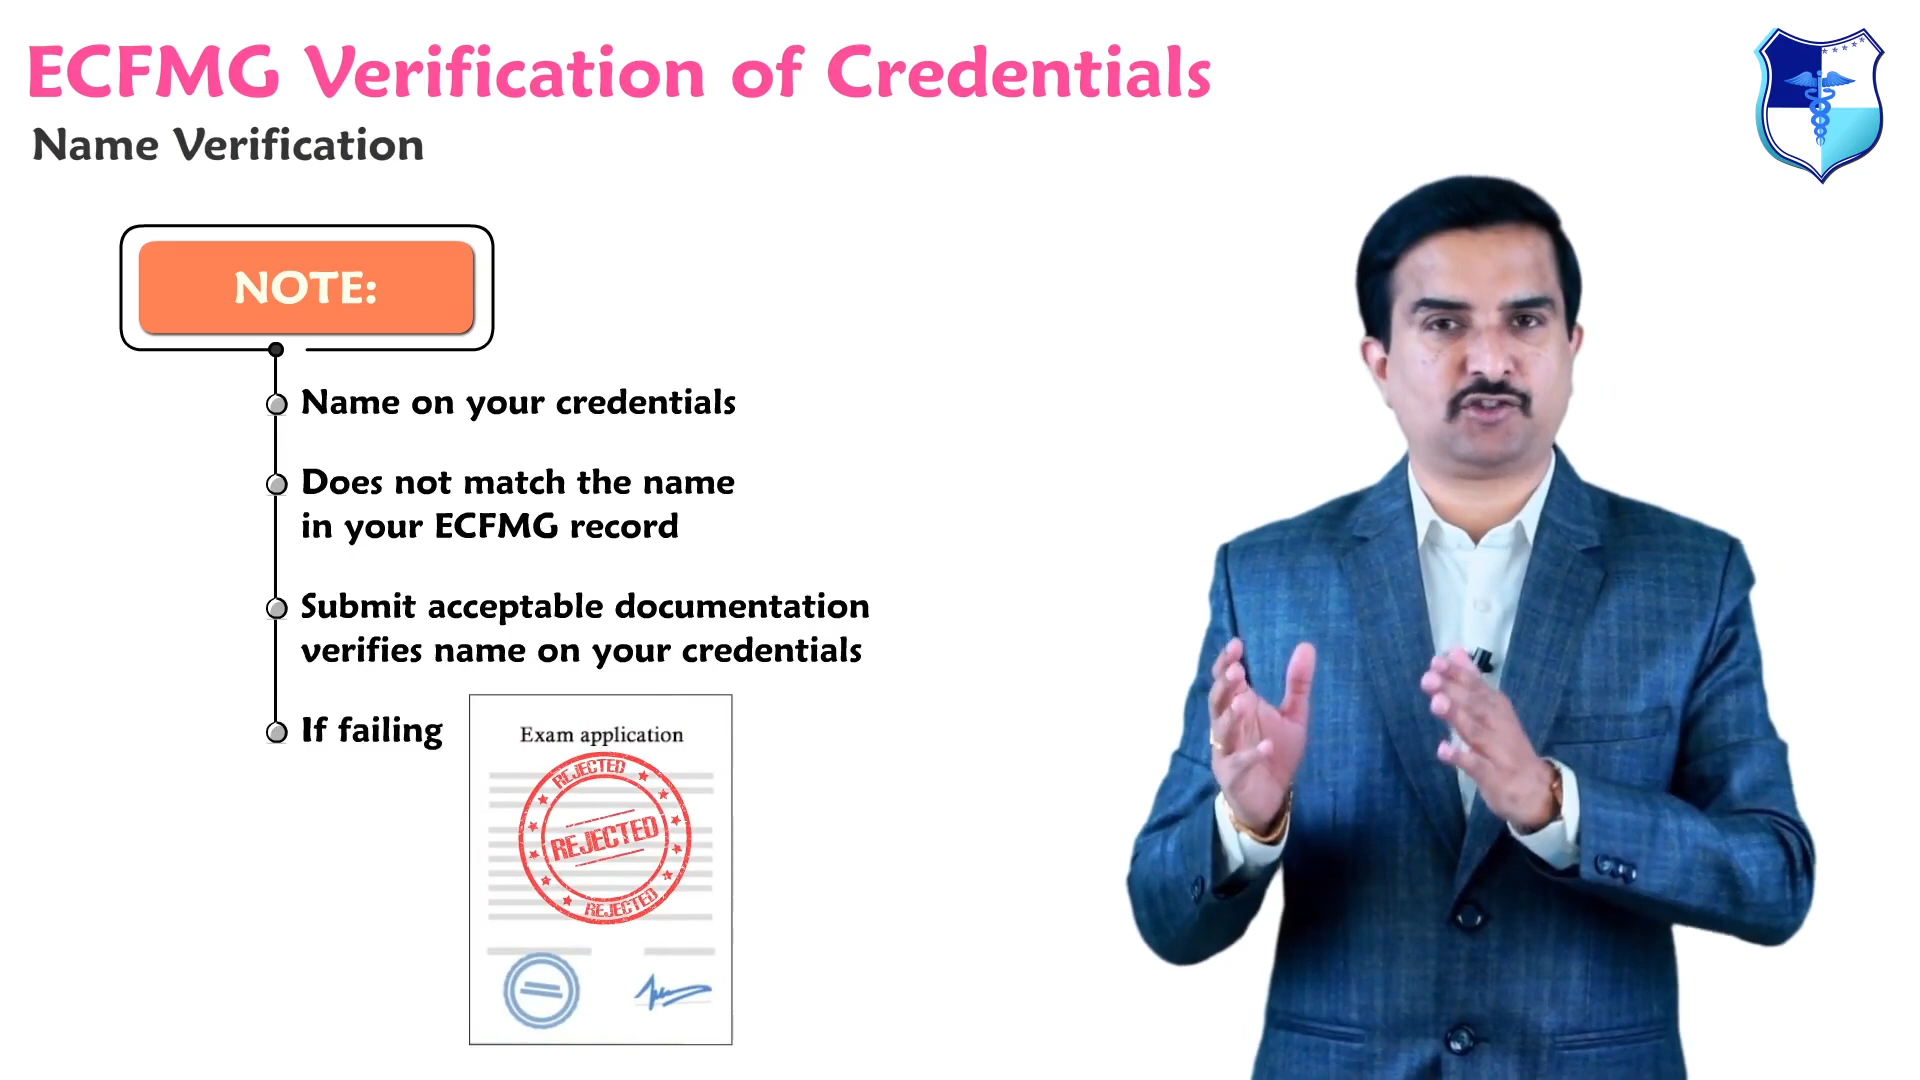 ECFMG Verification of Credentials
Name Verification
NOTE:
Name on your credentials
Does not match the name
in your ECFMG record
Submit acceptable documentation
verifies name on your credentials
If failing
Exam application
REJECTED
REJECTED
REJECTED